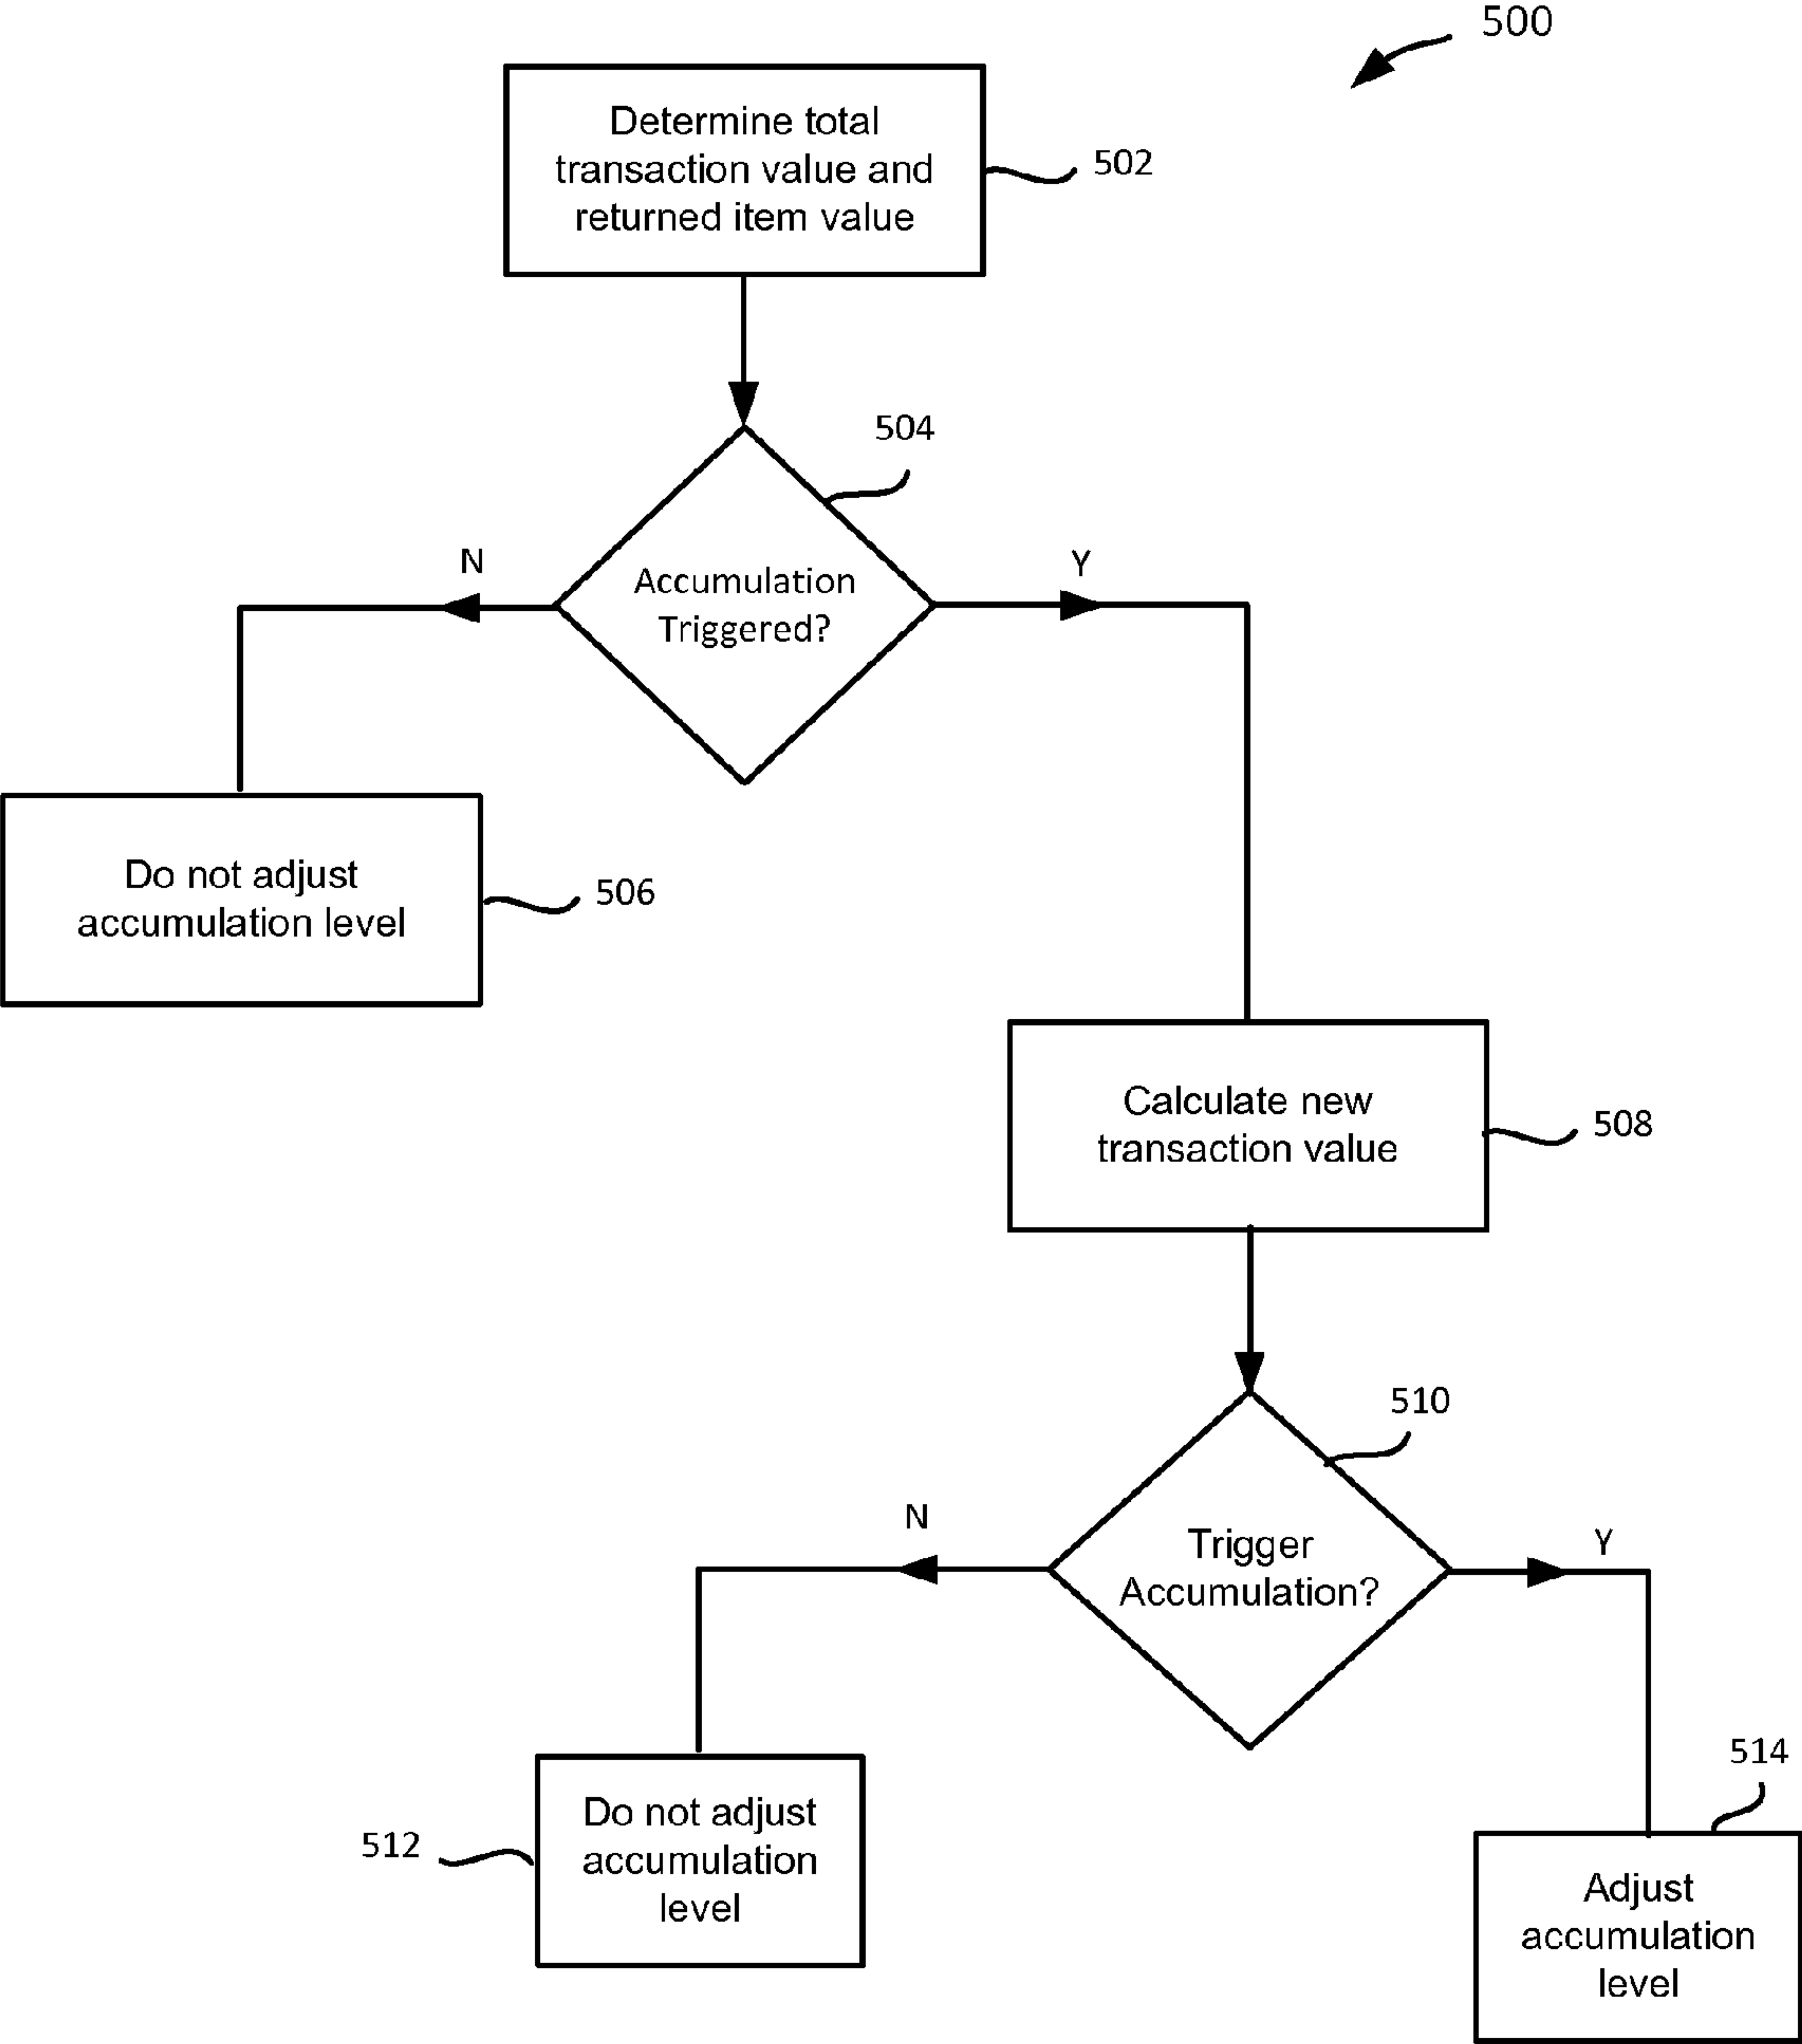 500
Determine total
transaction value and
returned item value
502
504
N
Y
Accumulation
Triggered?
Do not adjust
accumulation level
506
Calculate new
transaction value
508
510
N
Y
Trigger
Accumulation?
514
Do not adjust
accumulation
level
512
Adjust
accumulation
level